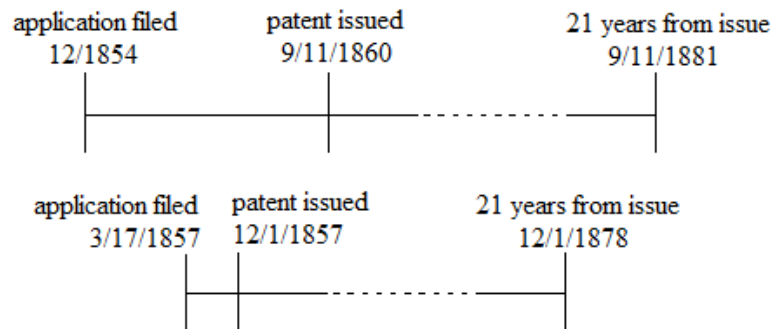 application filed patent issued 21 years from issue
12/1854 9/11/1860 9/11/1881
application filed patent issued 21 years from issue
3/17/1857 12/1/1857 12/1/1878